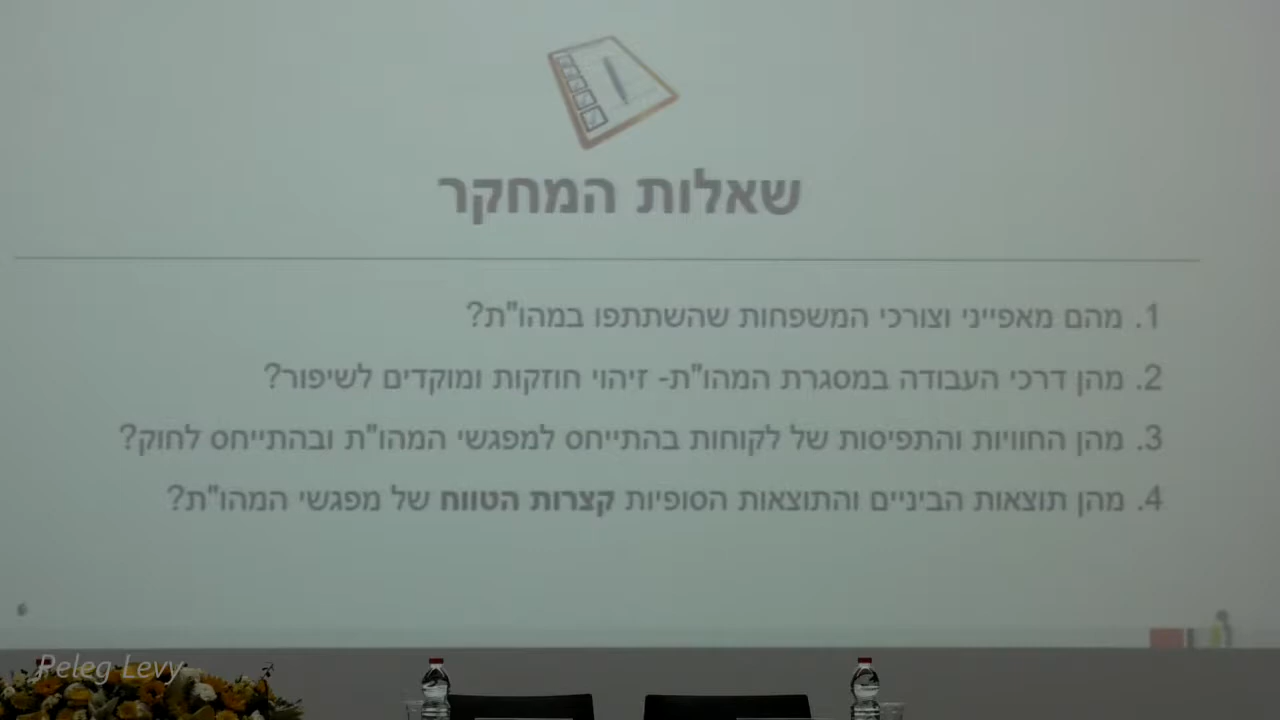 שאלות המחקר
1. מהם מאפייני וצורכי המשפחות שהשתתפו במהו"ת?
2. מהן דרכי העבודה במסגרת המהו"ת- זיהוי חוזקות ומוקדים לשיפור?
3. מהן החוויות והתפיסות של לקוחות בהתייחס למפגשי המהו"ת ובהתייחס לחוק?
4. מהן תוצאות הביניים והתוצאות הסופיות קצרות הטווח של מפגשי המהו"ת?
Peleg Levy